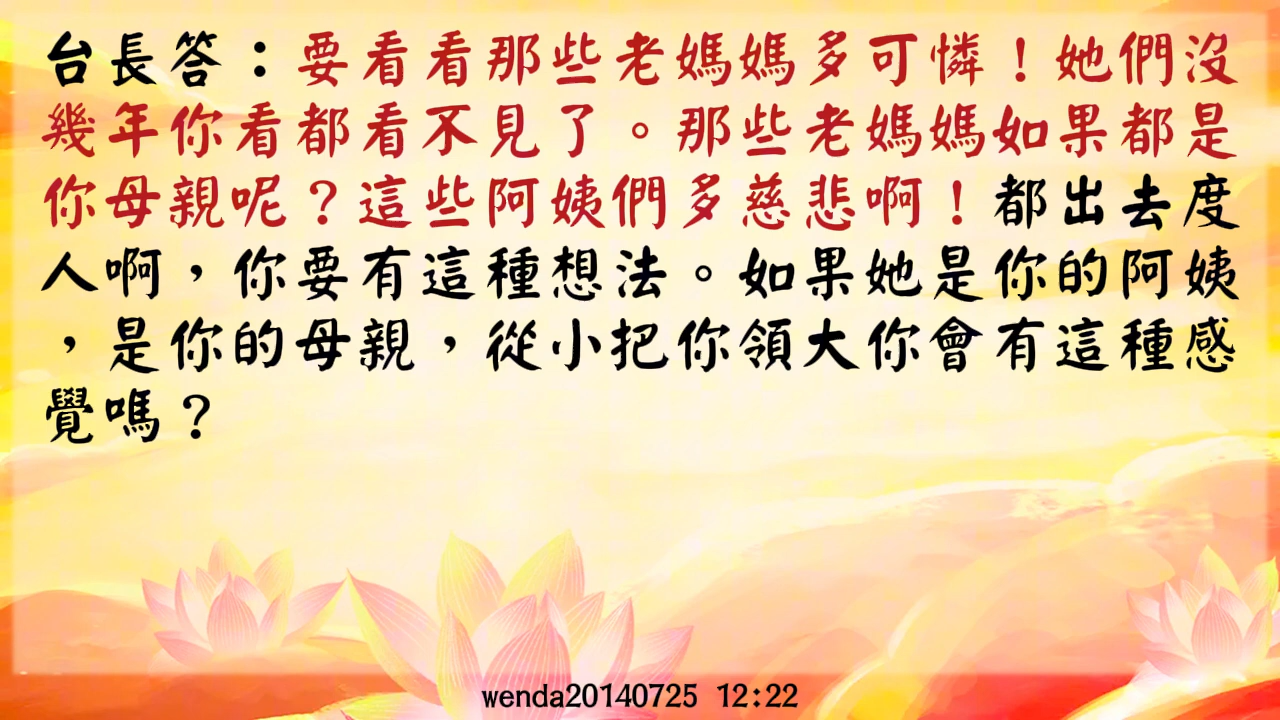 台長答：要看看那些老媽媽多可憐！她們沒
幾年你看都看不見了。那些老媽媽如果都是
你母親呢？這些阿姨們多慈悲啊！都出去度
人啊，你要有這種想法。如果她是你的阿姨
，是你的母親，從小把你領大你會有這種感
覺嗎？
wenda20140725 12:22